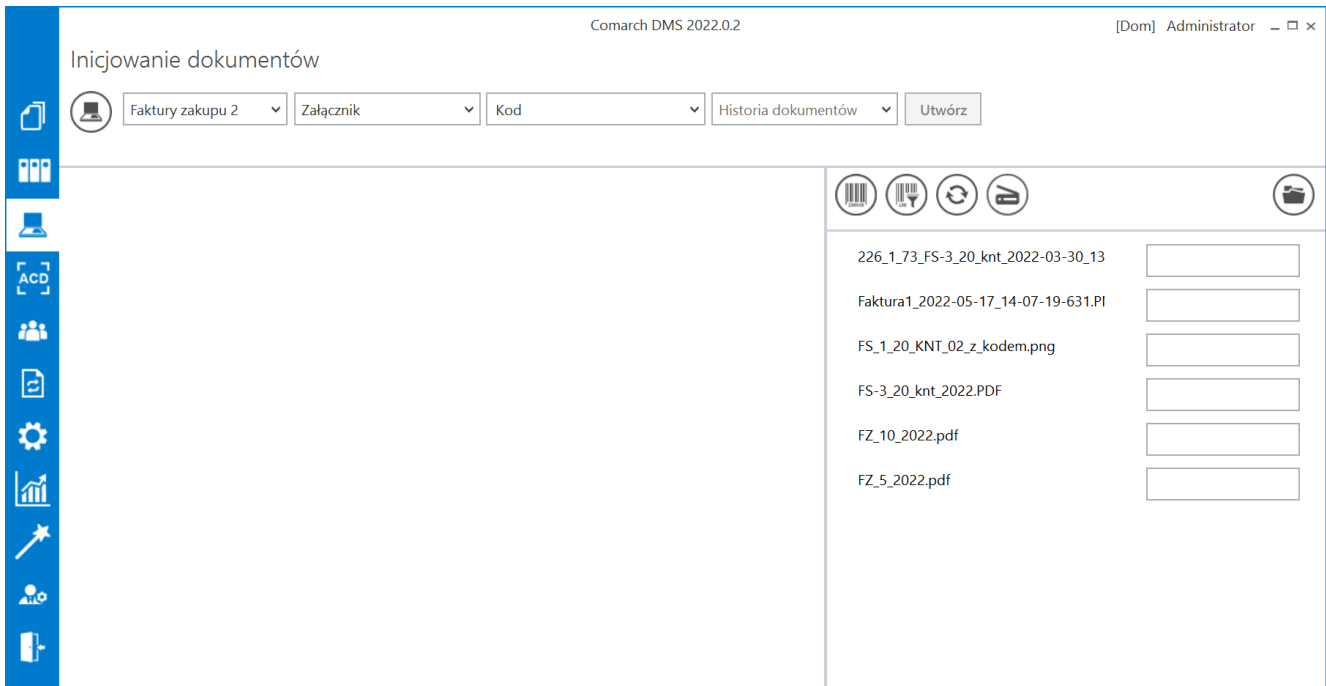 Comarch DMS 2022.0.2
[Dom] Administrator
Inicjowanie dokumentów
Faktury zakupu 2 Załącznik Kod Historia dokumentów Utwórz
ACD
226_1_73_FS-3_20_knt_2022-03-30_13
Faktura1_2022-05-17_14-07-19-631.PI
FS_1_20_KNT_02_z_kodem.png
FS-3_20_knt_2022.PDF
FZ_10_2022.pdf
FZ_5_2022.pdf